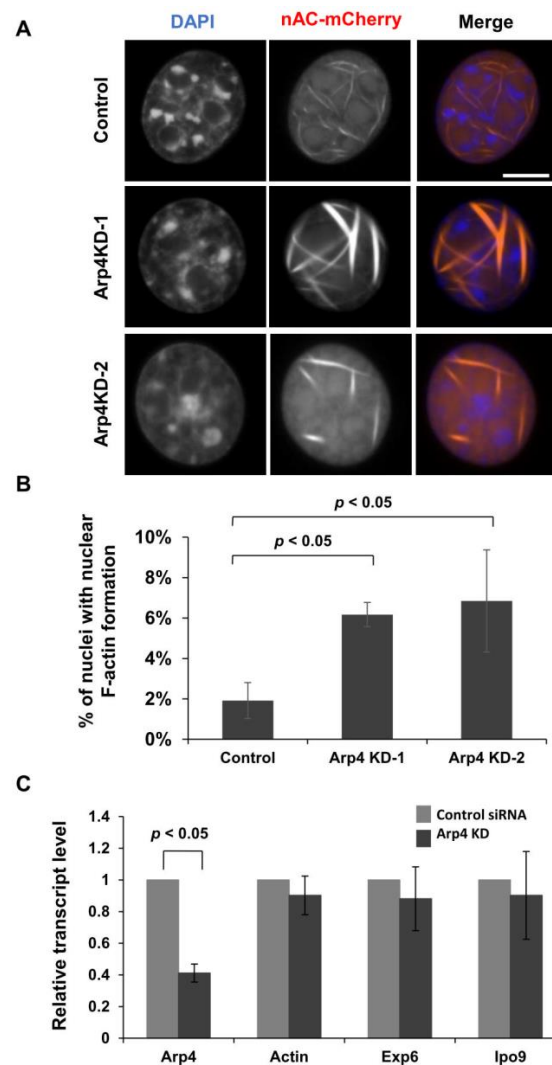 A
DAPI nAC-mCherry Merge
Control
Arp4KD-1
Arp4KD-2
B
% of nuclei with nuclear
F-actin formation
10%
8%
6%
4%
2%
0%
p < 0.05
p < 0.05
Control Arp4 KD-1 Arp4 KD-2
C
Relative transcript level
1.4
1.2
1
0.8
0.6
0.4
0.2
0
p < 0.05
Control siRNA
Arp4 KD
Arp4 Actin Exp6 Ipo9